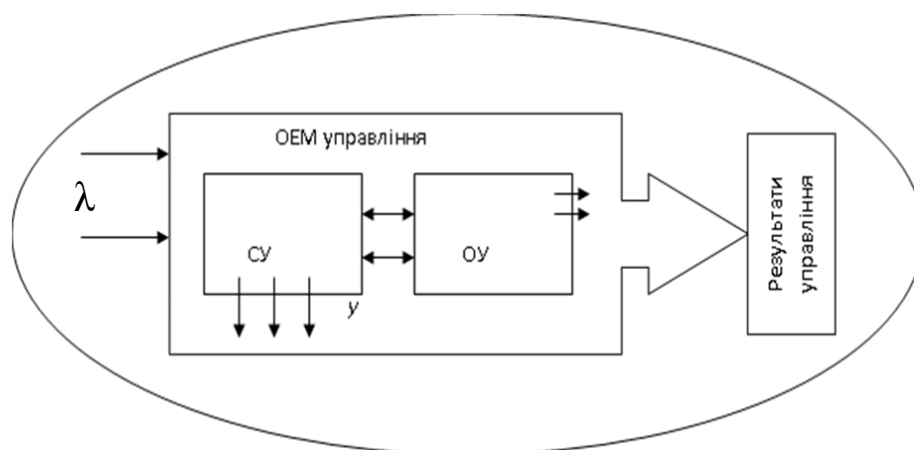 ОЕМ управління
λ
СУ
ОУ
у
Результати
управління